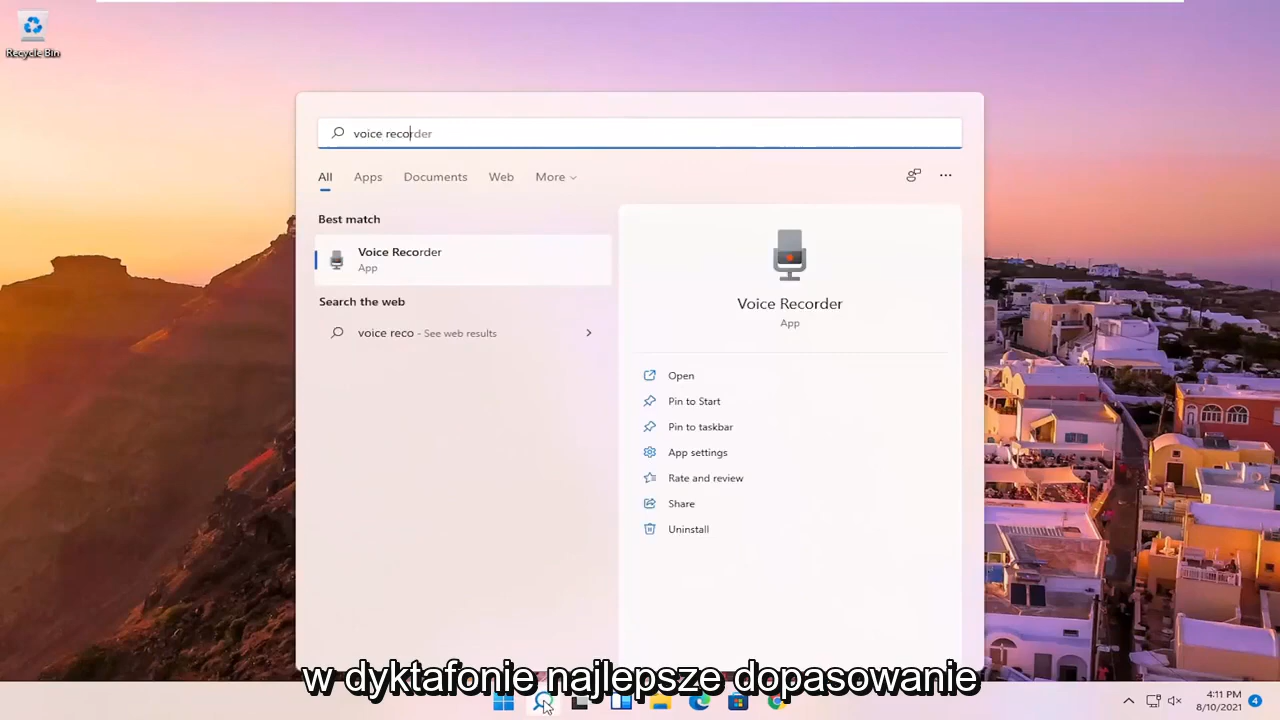 Recycle Bin
voice recorder
All Apps Documents Web More
Best match
Voice Recorder
App
Search the web
voice reco - See web results
Voice Recorder
App
Open
Pin to Start
Pin to taskbar
App settings
Rate and review
Share
Uninstall
w dyktafonie najlepsze dopasowanie
4:11 PM
8/10/2021
4